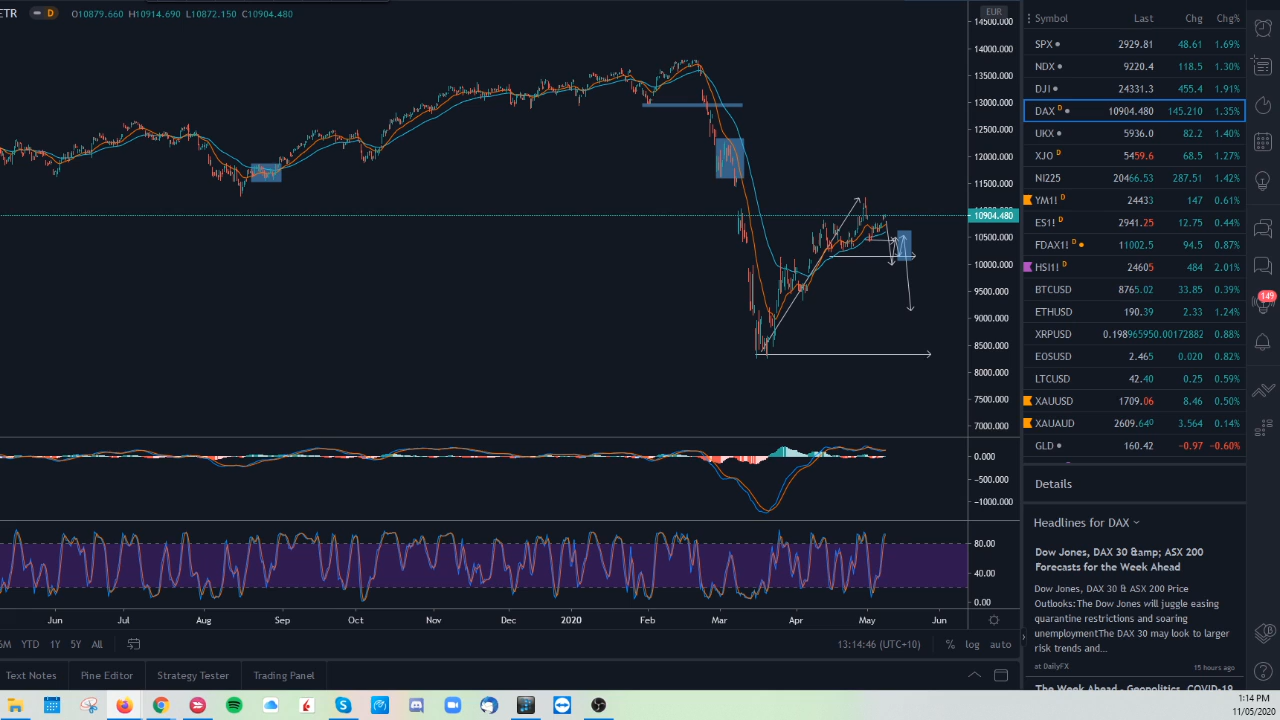 ETR D O10879.660 H10914.690 L10872.150 C10904.480
EUR
14500.000
14000.000
13500.000
13000.000
12500.000
12000.000
11500.000
10904.480
10500.000
10000.000
9500.000
9000.000
8500.000
8000.000
7500.000
7000.000
0.000
-500.000
-1000.000
80.00
40.00
0.00
Jun Jul Aug Sep Oct Nov Dec 2020 Feb Mar Apr May Jun
6M YTD 1Y 5Y All 13:14:46 (UTC+10) % log auto
Text Notes Pine Editor Strategy Tester Trading Panel
Symbol Last Chg Chg%
SPX 2929.81 48.61 1.69%
NDX 9220.4 118.5 1.30%
DJI 24331.3 455.4 1.91%
DAX D 10904.480 145.210 1.35%
UKX 5936.0 82.2 1.40%
XJO D 5459.6 68.5 1.27%
NI225 20466.53 287.51 1.42%
YM1! D 24433 147 0.61%
ES1! D 2941.25 12.75 0.44%
FDAX1! D 11002.5 94.5 0.87%
HSI1! D 24605 484 2.01%
BTCUSD 8765.02 33.85 0.39%
ETHUSD 190.39 2.33 1.24%
XRPUSD 0.198965950.00172882 0.88%
EOSUSD 2.465 0.020 0.82%
LTCUSD 42.40 0.25 0.59%
XAUUSD 1709.06 8.46 0.50%
XAUAUD 2609.640 3.564 0.14%
GLD 160.42 -0.97 -0.60%
Details
Headlines for DAX
Dow Jones, DAX 30 &amp; ASX 200
Forecasts for the Week Ahead
Dow Jones, DAX 30 & ASX 200 Price
Outlooks:The Dow Jones will juggle easing
quarantine restrictions and soaring
unemploymentThe DAX 30 may look to larger
risk trends and...
at DailyFX 15 hours ago
The Week Ahead - Geopolitics, COVID-19
149
1:14 PM
11/05/2020